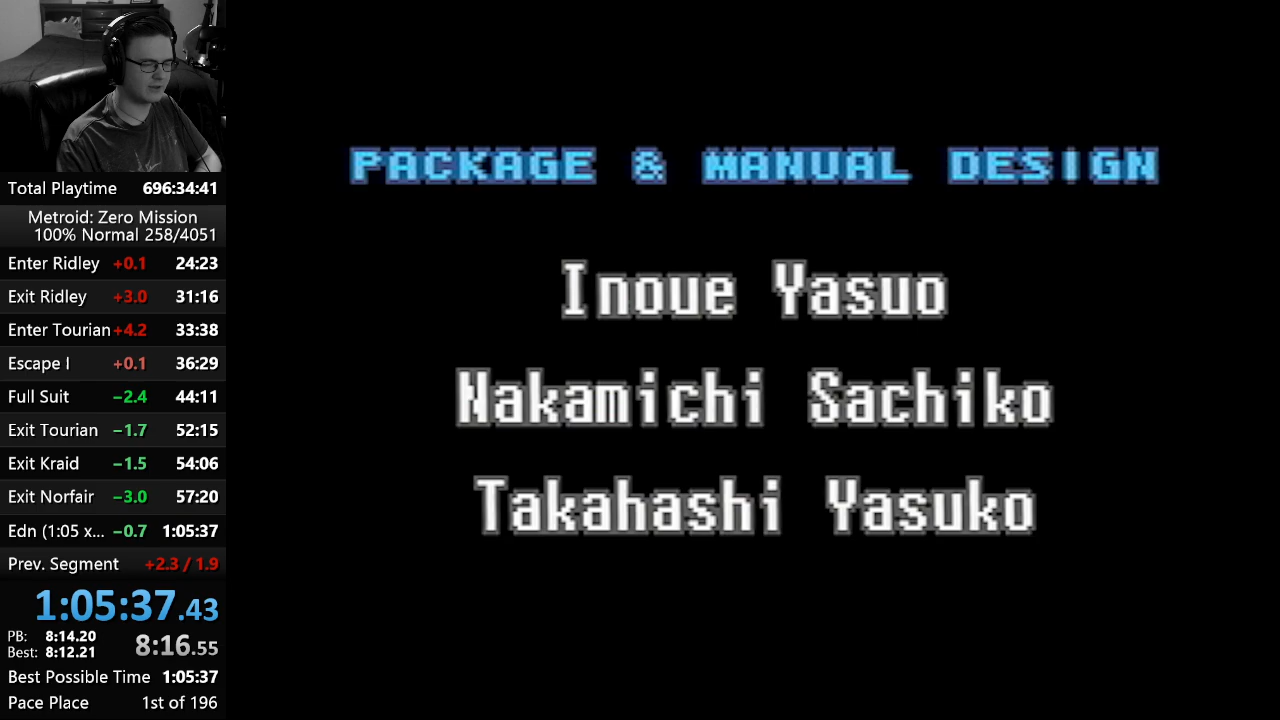 Total Playtime 696:34:41
Metroid: Zero Mission
100% Normal 258/4051
Enter Ridley +0.1 24:23
Exit Ridley +3.0 31:16
Enter Tourian +4.2 33:38
Escape I +0.1 36:29
Full Suit −2.4 44:11
Exit Tourian −1.7 52:15
Exit Kraid −1.5 54:06
Exit Norfair −3.0 57:20
Edn (1:05 x... −0.7 1:05:37
Prev. Segment +2.3 / 1.9
1:05:37.43
PB: 8:14.20
Best: 8:12.21
8:16.55
Best Possible Time 1:05:37
Pace Place 1st of 196
PACKAGE & MANUAL DESIGN
Inoue Yasuo
Nakamichi Sachiko
Takahashi Yasuko